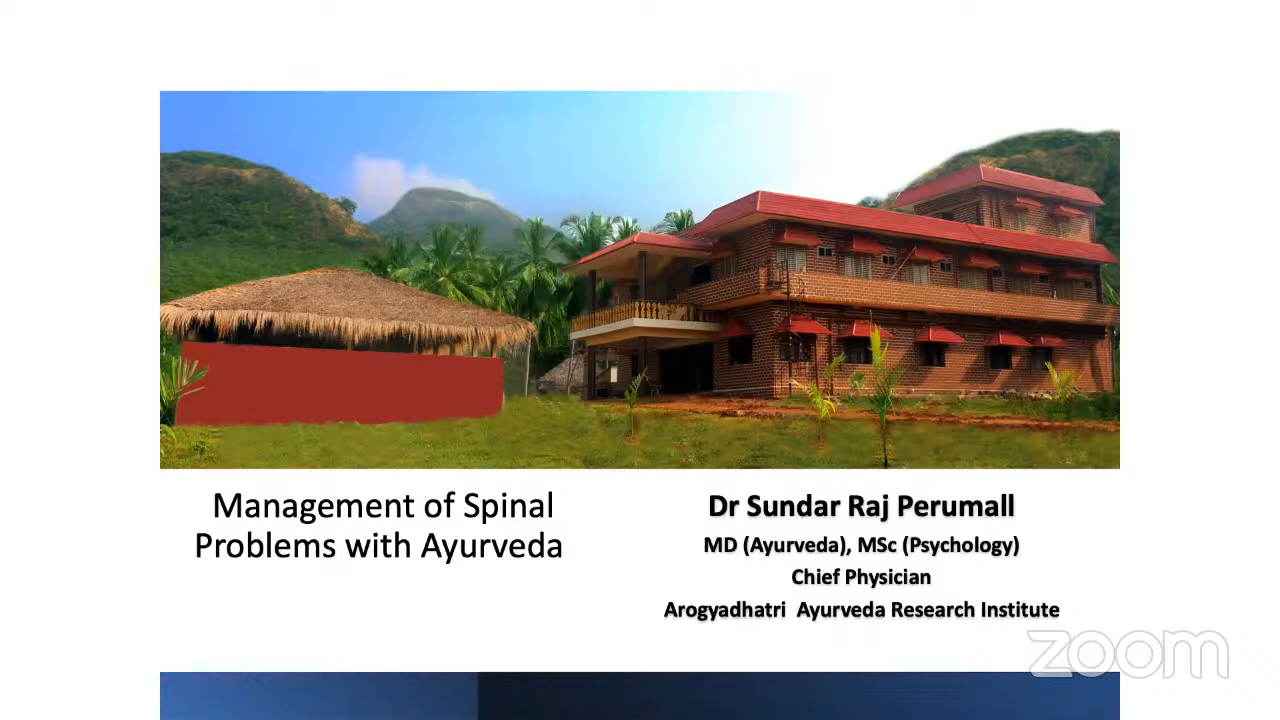 Management of Spinal
Problems with Ayurveda
Dr Sundar Raj Perumall
MD (Ayurveda), MSc (Psychology)
Chief Physician
Arogyadhatri Ayurveda Research Institute
zoom